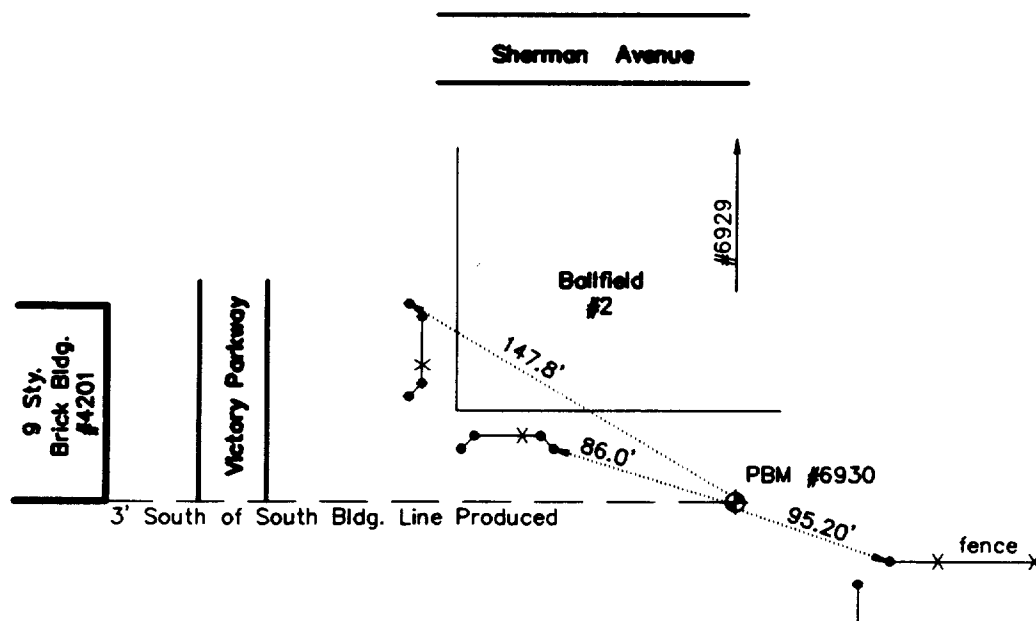 Sherman Avenue
#6929
Ballfield
#2
147.8'
9 Sty.
Brick Bldg.
#4201
Victory Parkway
86.0'
PBM #6930
3' South of South Bldg. Line Produced
95.20'
fence